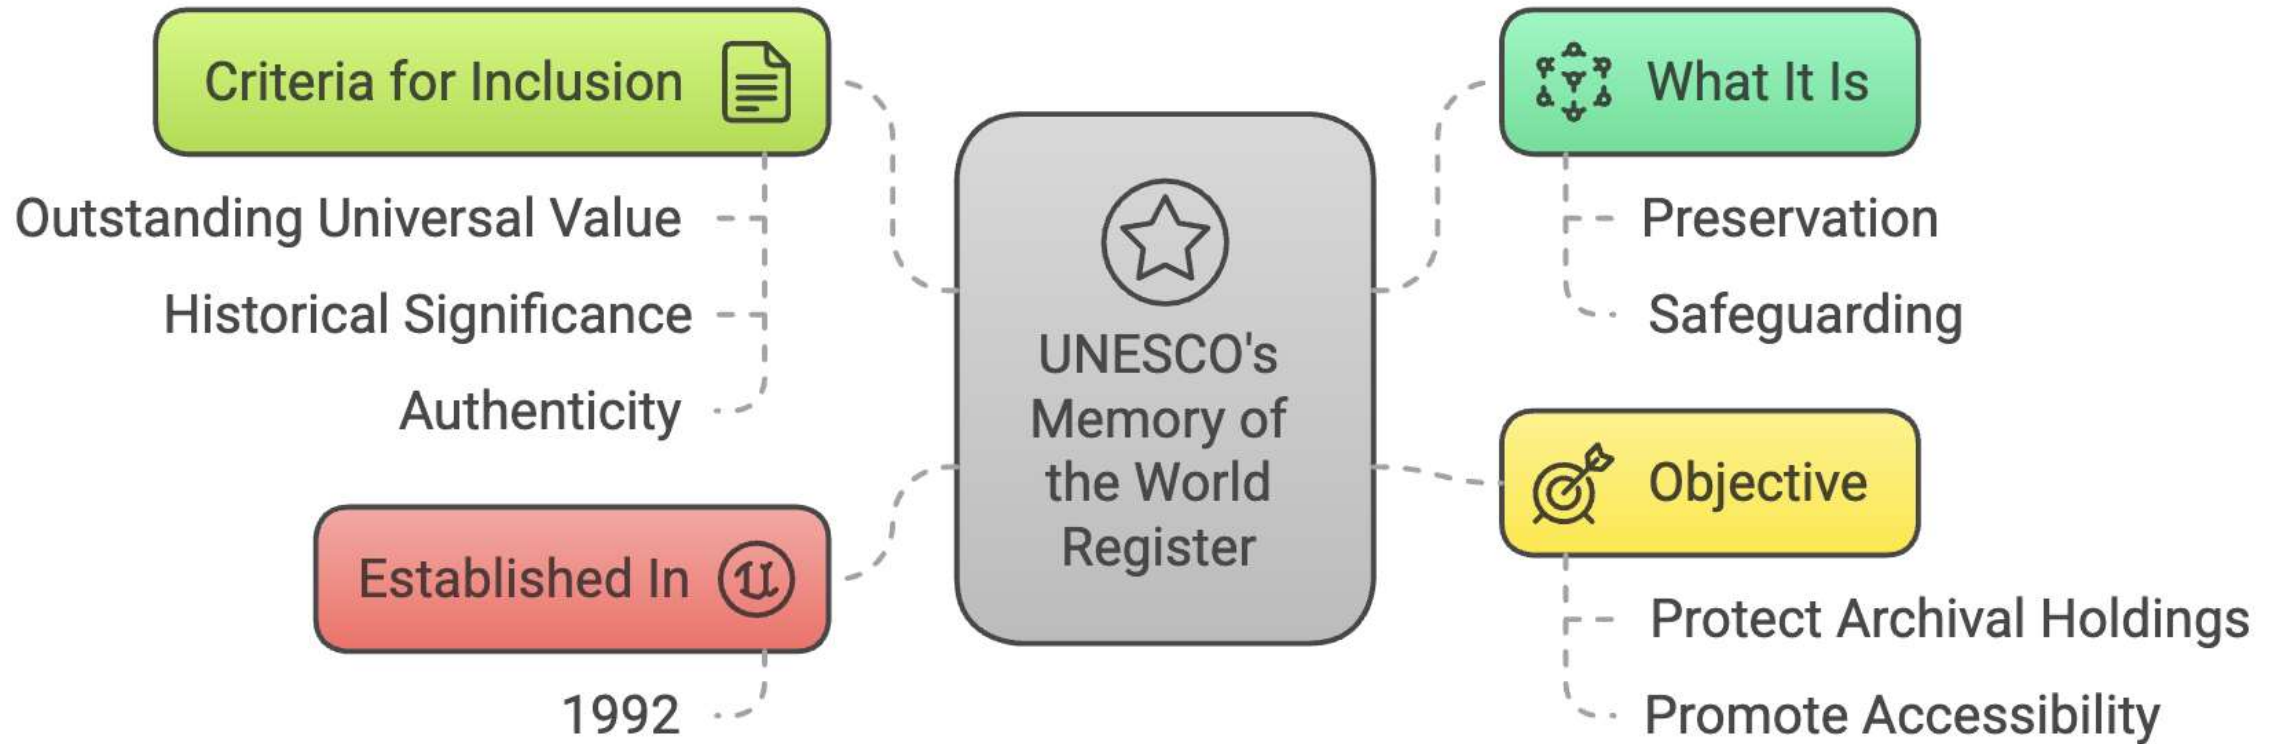 Criteria for Inclusion
Outstanding Universal Value
Historical Significance
Authenticity
Established In
1992
UNESCO's
Memory of
the World
Register
What It Is
Preservation
Safeguarding
Objective
Protect Archival Holdings
Promote Accessibility